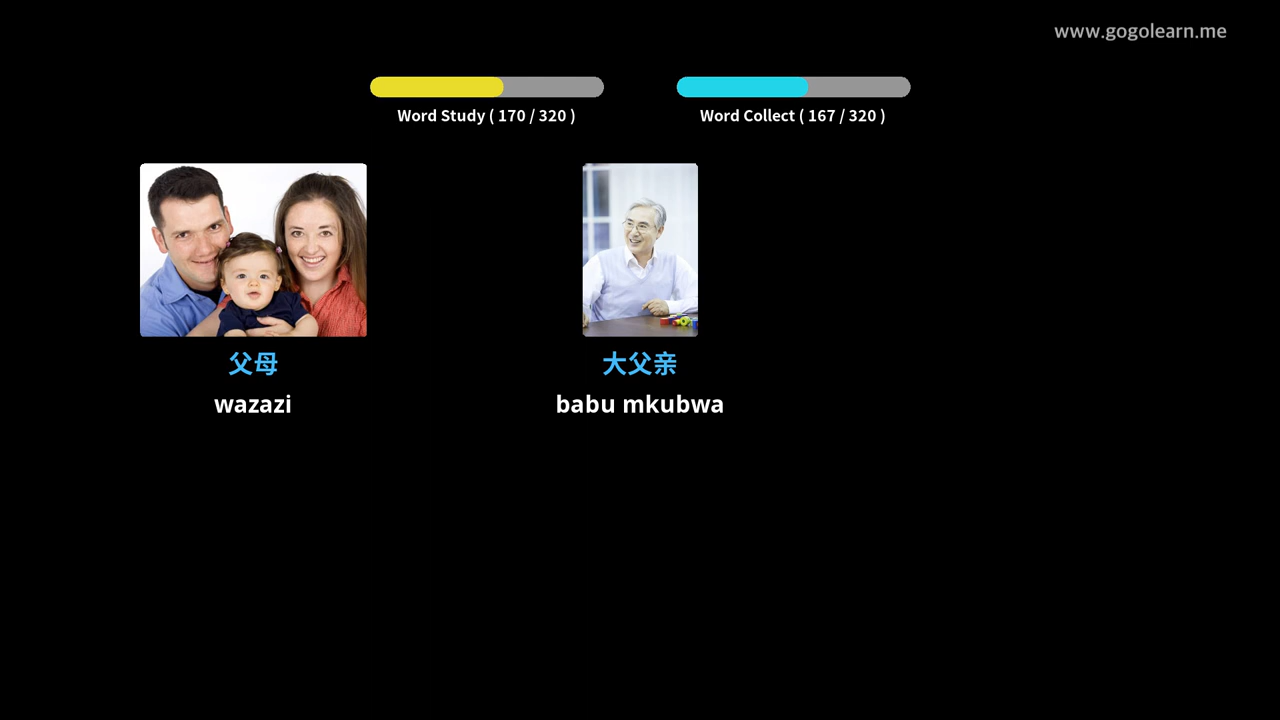 www.gogolearn.me
Word Study ( 170 / 320 )
Word Collect ( 167 / 320 )
父母
wazazi
大父亲
babu mkubwa